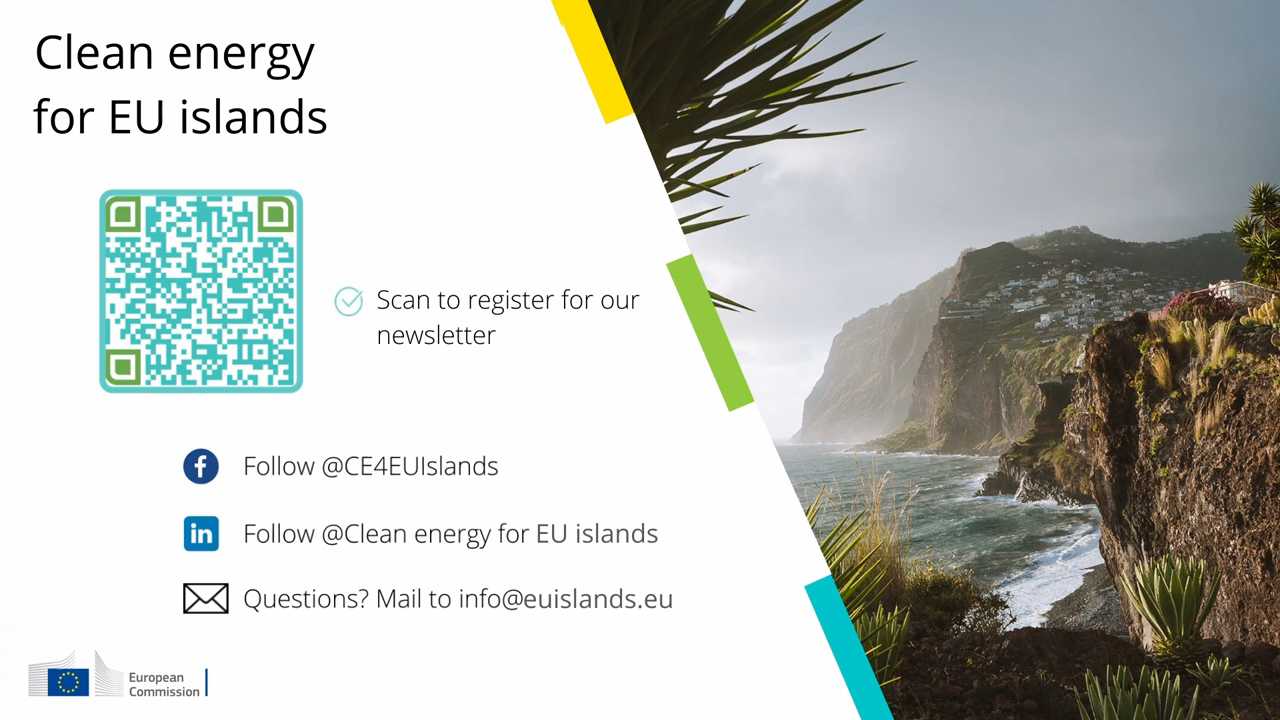 Clean energy
for EU islands
Scan to register for our
newsletter
Follow @CE4EUIslands
Follow @Clean energy for EU islands
Questions? Mail to info@euislands.eu
European
Commission